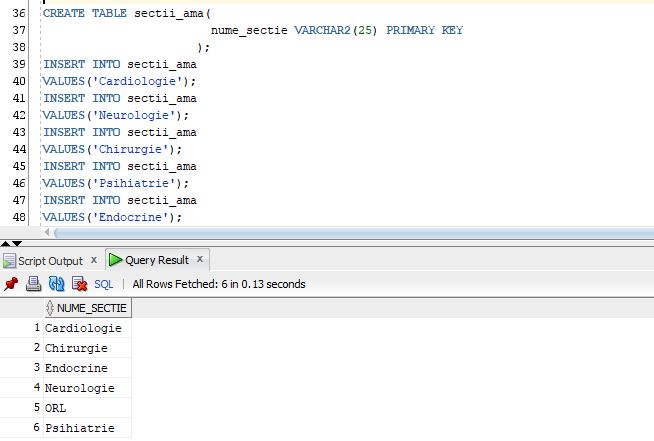 36 CREATE TABLE sectii_ama(
37 nume_sectie VARCHAR2(25) PRIMARY KEY
38 );
39 INSERT INTO sectii_ama
40 VALUES('Cardiologie');
41 INSERT INTO sectii_ama
42 VALUES('Neurologie');
43 INSERT INTO sectii_ama
44 VALUES('Chirurgie');
45 INSERT INTO sectii_ama
46 VALUES('Psihiatrie');
47 INSERT INTO sectii_ama
48 VALUES('Endocrine');
Script Output x Query Result x
SQL | All Rows Fetched: 6 in 0.13 seconds
NUME_SECTIE
1 Cardiologie
2 Chirurgie
3 Endocrine
4 Neurologie
5 ORL
6 Psihiatrie